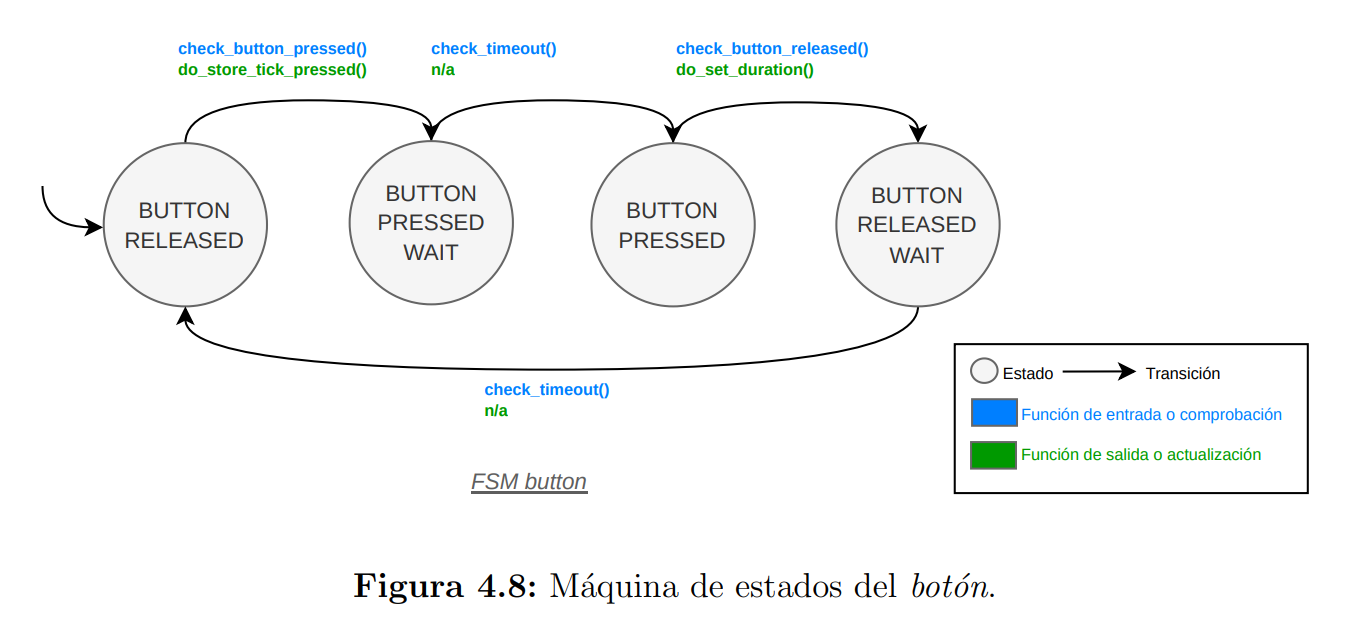 check_button_pressed()
do_store_tick_pressed()
check_timeout()
n/a
check_button_released()
do_set_duration()
BUTTON
RELEASED
BUTTON
PRESSED
WAIT
BUTTON
PRESSED
BUTTON
RELEASED
WAIT
check_timeout()
n/a
Estado
Transición
Función de entrada o comprobación
Función de salida o actualización
FSM button
Figura 4.8: Máquina de estados del botón.